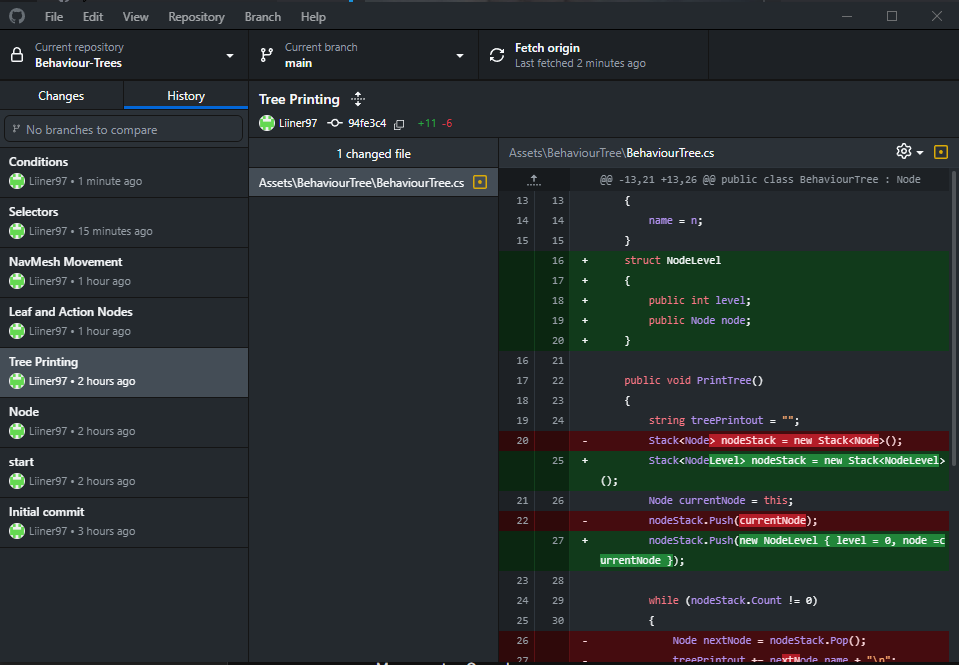 File Edit View Repository Branch Help
Current repository
Behaviour-Trees
Current branch
main
Fetch origin
Last fetched 2 minutes ago
Changes
History
No branches to compare
Conditions
Liiner97 • 1 minute ago
Selectors
Liiner97 • 15 minutes ago
NavMesh Movement
Liiner97 • 1 hour ago
Leaf and Action Nodes
Liiner97 • 1 hour ago
Tree Printing
Liiner97 • 2 hours ago
Node
Liiner97 • 2 hours ago
start
Liiner97 • 2 hours ago
Initial commit
Liiner97 • 3 hours ago
Tree Printing
Liiner97 94fe3c4 +11 -6
1 changed file
Assets\BehaviourTree\BehaviourTree.cs
Assets\BehaviourTree\BehaviourTree.cs
@@ -13,21 +13,26 @@ public class BehaviourTree : Node
13 13 {
14 14 name = n;
15 15 }
16 + struct NodeLevel
17 + {
18 + public int level;
19 + public Node node;
20 + }
16 21
17 22 public void PrintTree()
18 23 {
19 24 string treePrintout = "";
20 - Stack<Node> nodeStack = new Stack<Node>();
25 + Stack<NodeLevel> nodeStack = new Stack<NodeLevel>
();
21 26 Node currentNode = this;
22 - nodeStack.Push(currentNode);
27 + nodeStack.Push(new NodeLevel { level = 0, node =c
urrentNode });
23 28
24 29 while (nodeStack.Count != 0)
25 30 {
26 - Node nextNode = nodeStack.Pop();
27 - treePrintout += nextNode.name + "\n";